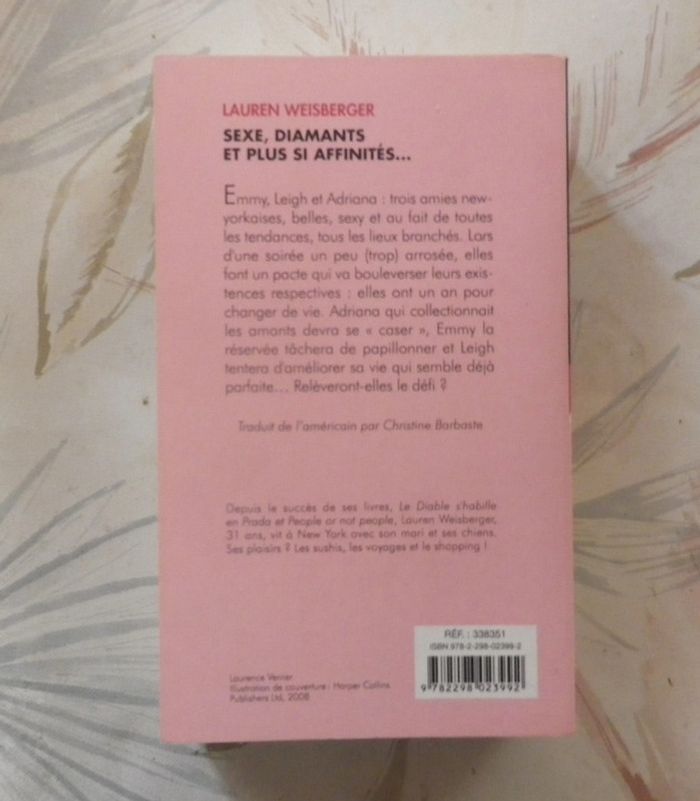 LAUREN WEISBERGER
SEXE, DIAMANTS
ET PLUS SI AFFINITÉS...
Emmy, Leigh et Adriana : trois amies new-
yorkaises, belles, sexy et au fait de toutes
les tendances, tous les lieux branchés. Lors
d'une soirée un peu (trop) arrosée, elles
font un pacte qui va bouleverser leurs exis-
tences respectives : elles ont un an pour
changer de vie. Adriana qui collectionnait
les amants devra se « caser », Emmy la
réservée tâchera de papillonner et Leigh
tentera d'améliorer sa vie qui semble déjà
parfaite... Relèveront-elles le défi ?
Traduit de l'américain par Christine Barbaste
Depuis le succès de ses livres, Le Diable s'habille
en Prada et People or not people, Lauren Weisberger,
31 ans, vit à New York avec son mari et ses chiens.
Ses plaisirs ? Les sushis, les voyages et le shopping !
RÉF. : 338351
ISBN 978-2-298-02399-2
9 782298 023992
Laurence Verrier
Illustration de couverture : Harper Collins
Publishers Ltd, 2008